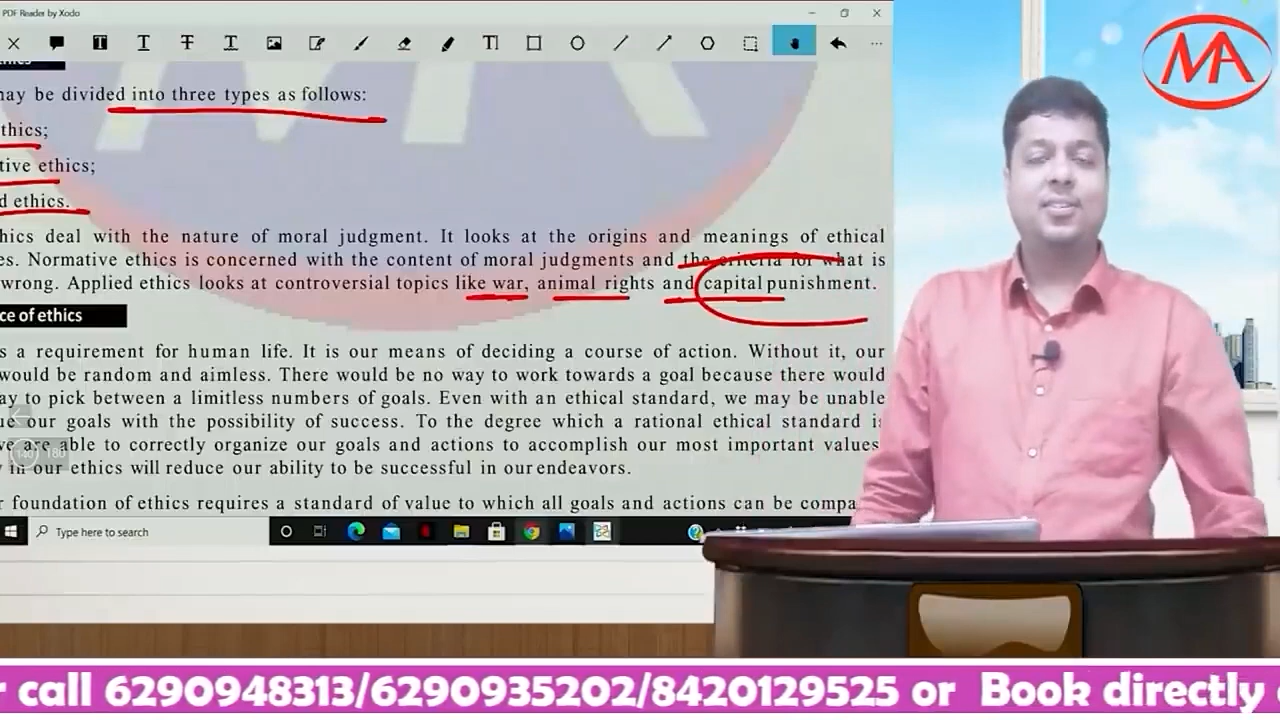 PDF Reader by Xodo
MA
may be divided into three types as follows:
thics;
tive ethics;
d ethics.
hics deal with the nature of moral judgment. It looks at the origins and meanings of ethical
es. Normative ethics is concerned with the content of moral judgments and the criteria for what is
wrong. Applied ethics looks at controversial topics like war, animal rights and capital punishment.
ce of ethics
s a requirement for human life. It is our means of deciding a course of action. Without it, our
would be random and aimless. There would be no way to work towards a goal because there would
ay to pick between a limitless numbers of goals. Even with an ethical standard, we may be unable
ue our goals with the possibility of success. To the degree which a rational ethical standard is
ve are able to correctly organize our goals and actions to accomplish our most important values
y in our ethics will reduce our ability to be successful in our endeavors.
r foundation of ethics requires a standard of value to which all goals and actions can be compa
140 180
Type here to search
r call 6290948313/6290935202/8420129525 or Book directly